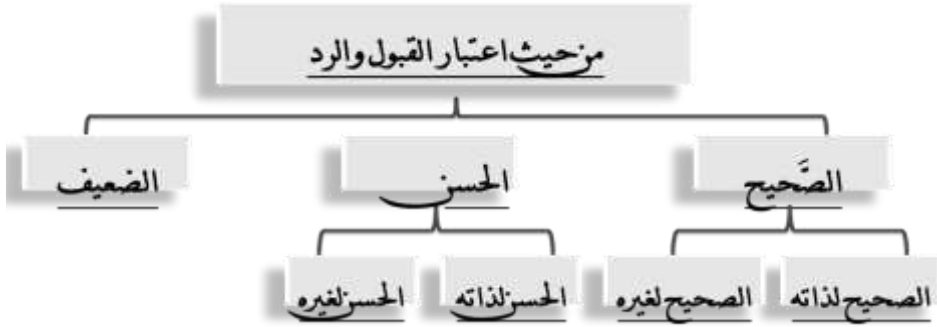 من حيث اعتبار القبول والرد
الصَّحيح
الحسن
الضعيف
الصحيح لذاته
الصحيح لغيره
الحسن لذاته
الحسن لغيره